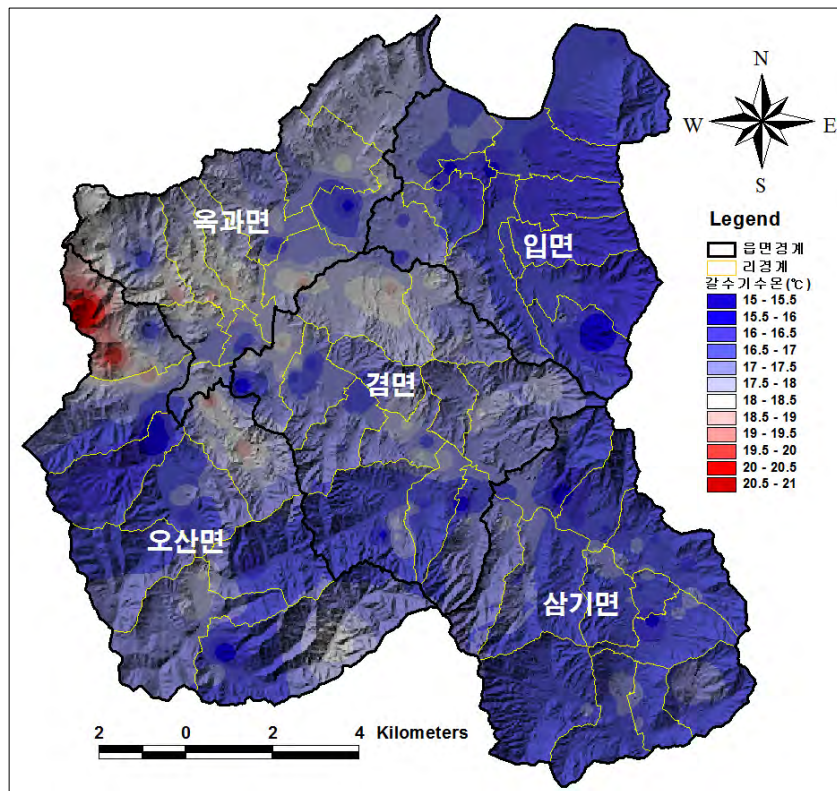 N
W E
S
옥과면
입면
겸면
오산면
삼기면
Legend
읍면경계
리경계
갈수기수온(℃)
15 - 15.5
15.5 - 16
16 - 16.5
16.5 - 17
17 - 17.5
17.5 - 18
18 - 18.5
18.5 - 19
19 - 19.5
19.5 - 20
20 - 20.5
20.5 - 21
2 0 2 4 Kilometers